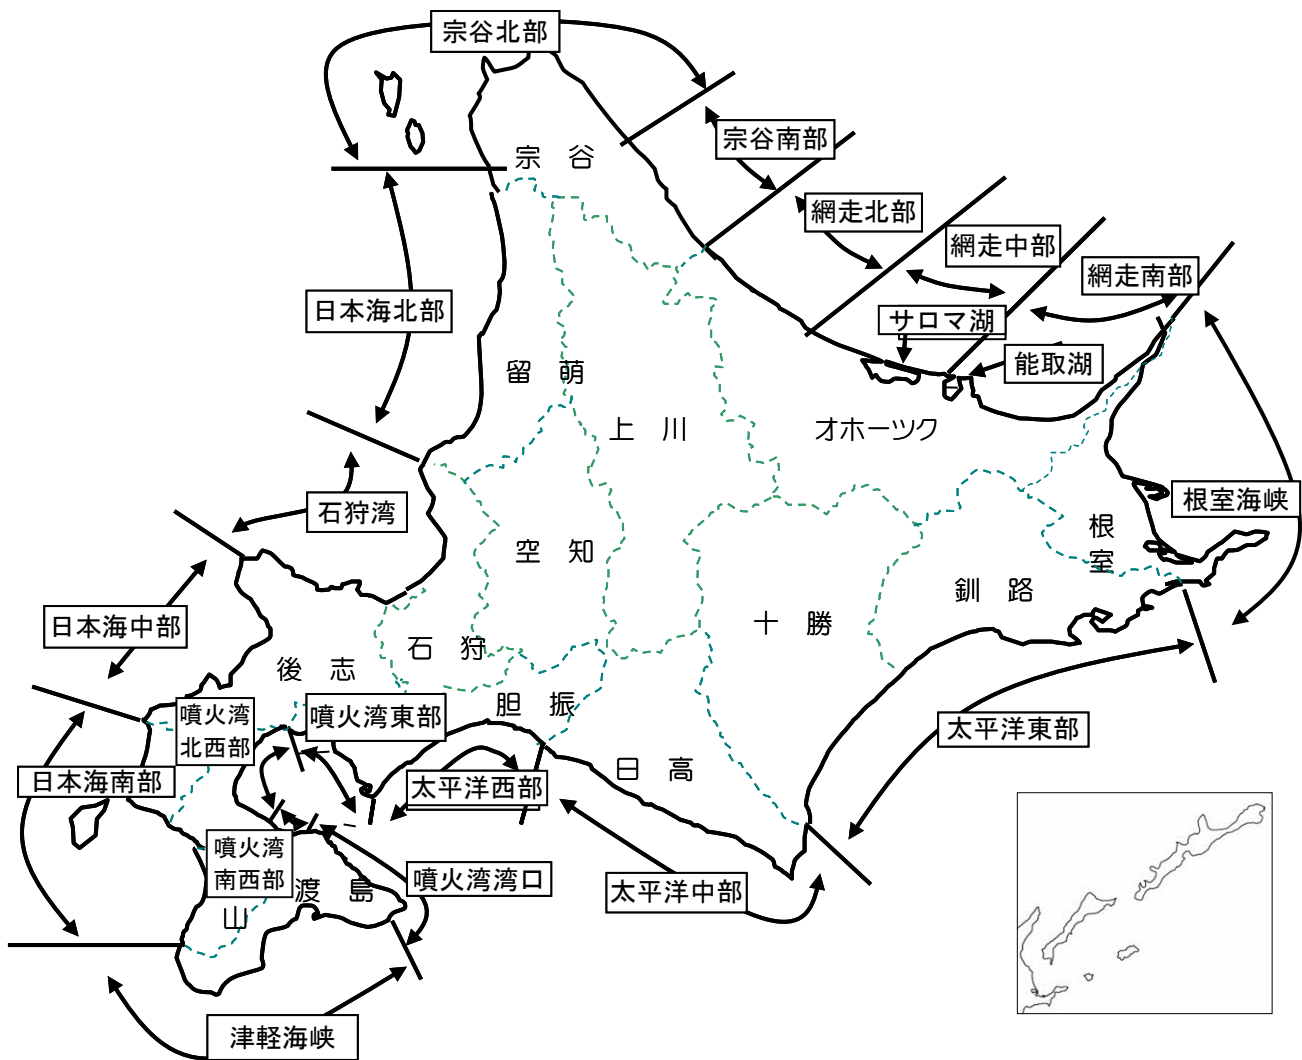 宗谷北部
宗谷南部
宗谷
網走北部
網走中部
網走南部
日本海北部
サロマ湖
能取湖
留萌
上川
オホーツク
石狩湾
根室海峡
空知
根室
釧路
日本海中部
十勝
石狩
後志
胆振
噴火湾
北西部
噴火湾東部
太平洋東部
日本海南部
太平洋西部
日高
噴火湾
南西部
渡島
噴火湾湾口
太平洋中部
山
津軽海峡